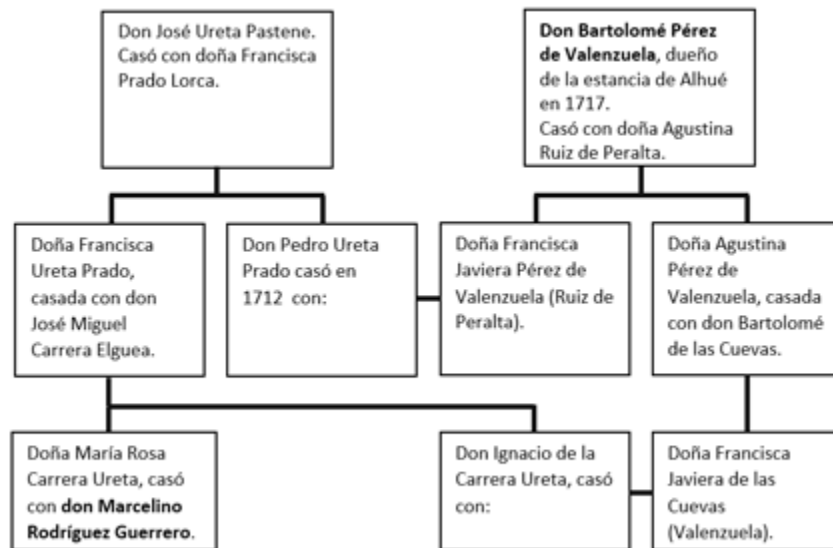 Don José Ureta Pastene.
Casó con doña Francisca
Prado Lorca.
Don Bartolomé Pérez
de Valenzuela, dueño
de la estancia de Alhué
en 1717.
Casó con doña Agustina
Ruiz de Peralta.
Doña Francisca
Ureta Prado,
casada con don
José Miguel
Carrera Elguea.
Don Pedro Ureta
Prado casó en
1712 con:
Doña Francisca
Javiera Pérez de
Valenzuela (Ruiz de
Peralta).
Doña Agustina
Pérez de
Valenzuela, casada
con don Bartolomé
de las Cuevas.
Doña María Rosa
Carrera Ureta, casó
con don Marcelino
Rodríguez Guerrero.
Don Ignacio de la
Carrera Ureta, casó
con:
Doña Francisca
Javiera de las
Cuevas
(Valenzuela).